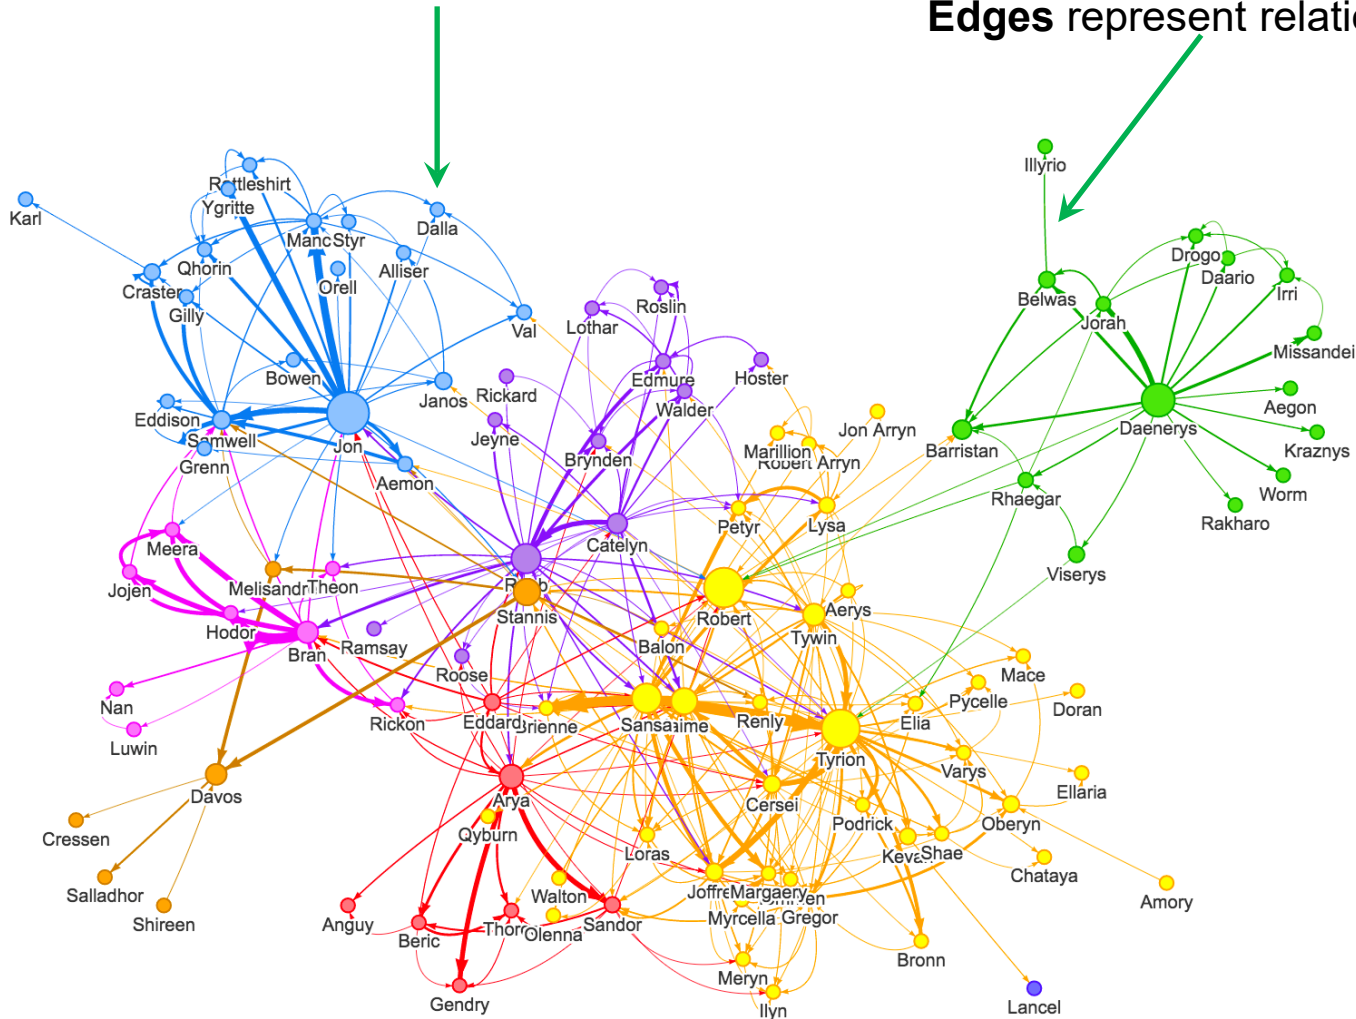 Edges represent relati
Illyrio
Rattleshirt
Ygritte
Karl
Dalla
Styr
Drogo
Qhorin
Alliser
Daario
Orell
Craster
Irri
Belwas
Gilly
Roslin
Jorah
Lothar
Val
Missandei
Bowen
Edmure
Hoster
Rickard
Janos
Walder
Aegon
Eddison
Jon Arryn
Daenerys
Samwell
Jeyne
Jon
Marillion
Barristan
Kraznys
Grenn
Brynden
Robert Arryn
Aemon
Worm
Rhaegar
Petyr
Lysa
Rakharo
Catelyn
Meera
Viserys
Jojen
Theon
Aerys
Stannis
Robert
Hodor
Tywin
Ramsay
Balon
Bran
Roose
Mace
Pycelle
Nan
Doran
Rickon
Eddard
Brienne
Sansa
Renly
Elia
Luwin
Tyrion
Varys
Davos
Ellaria
Arya
Cersei
Podrick
Oberyn
Qyburn
Cressen
Loras
Shae
Chataya
Salladhor
Walton
Margaery
Amory
Shireen
Anguy
Beric
Olenna
Sandor
Myrcella
Gregor
Bronn
Meryn
Gendry
Lancel
Ilyn